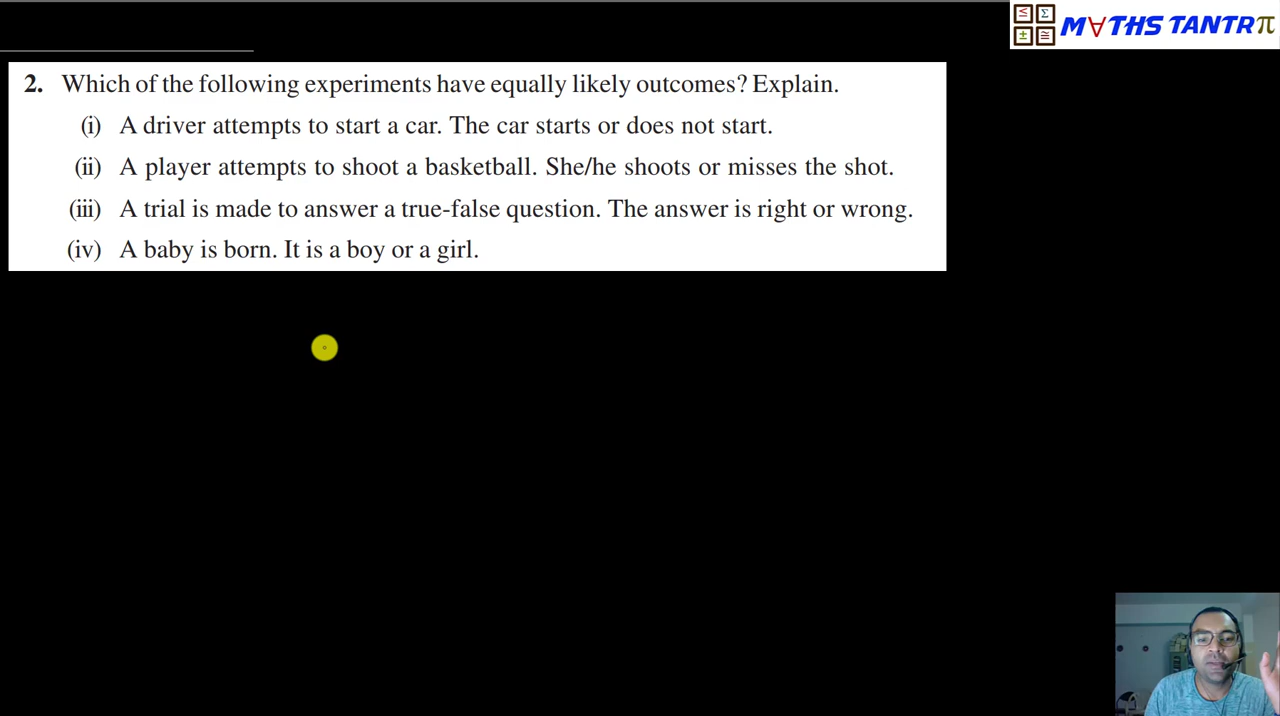 ≤ Σ ± ≅ M∀THS TANTRπ
2. Which of the following experiments have equally likely outcomes? Explain.
(i) A driver attempts to start a car. The car starts or does not start.
(ii) A player attempts to shoot a basketball. She/he shoots or misses the shot.
(iii) A trial is made to answer a true-false question. The answer is right or wrong.
(iv) A baby is born. It is a boy or a girl.